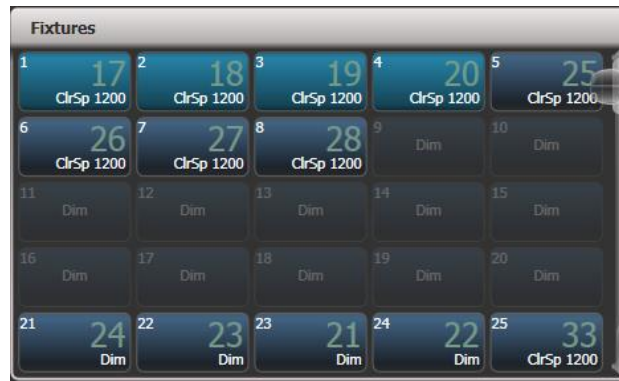 Fixtures
1 17 2 18 3 19 4 20 5 25
ClrSp 1200 ClrSp 1200 ClrSp 1200 ClrSp 1200 ClrSp 1200
6 26 7 27 8 28 9 10
ClrSp 1200 ClrSp 1200 ClrSp 1200 Dim Dim
11 12 13 14 15
Dim Dim Dim Dim Dim
16 17 18 19 20
Dim Dim Dim Dim Dim
21 24 22 23 23 21 24 22 25 33
Dim Dim Dim Dim ClrSp 1200